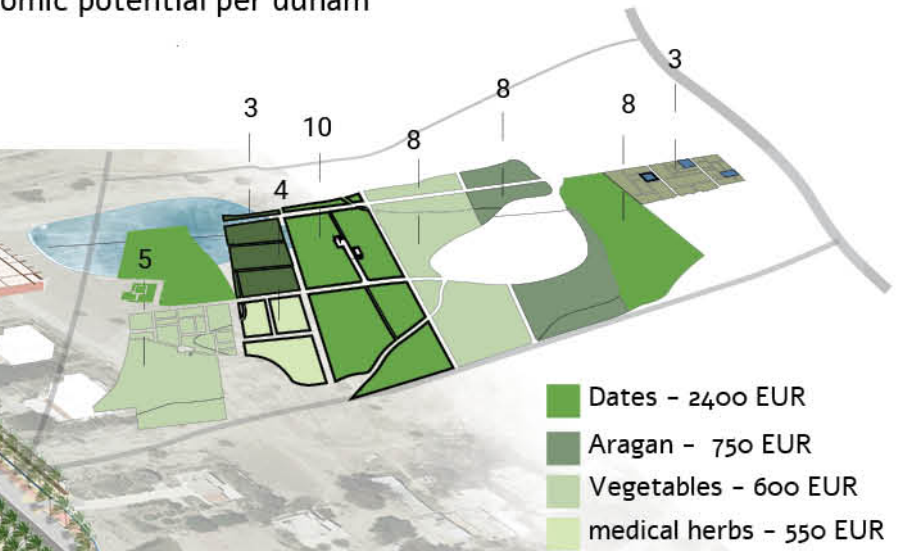 omic potential per dunam
3
8
3
10
8
8
4
5
Dates - 2400 EUR
Aragan - 750 EUR
Vegetables - 600 EUR
medical herbs - 550 EUR